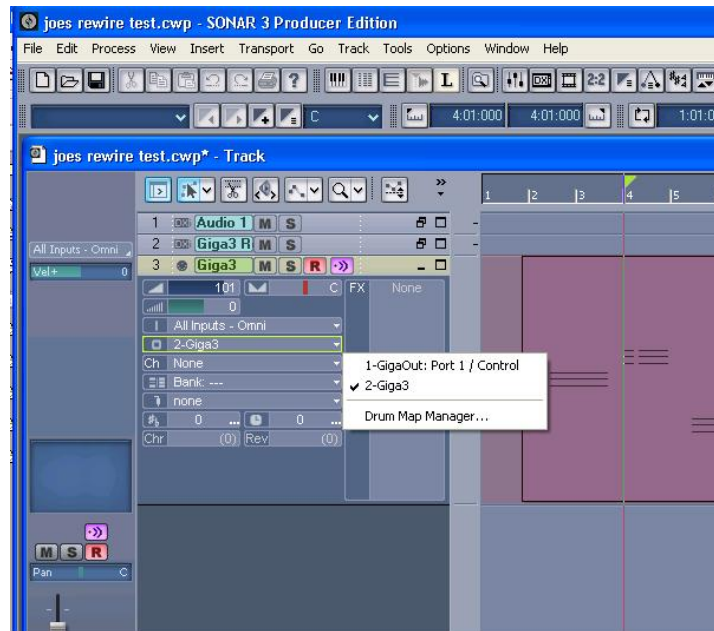 joes rewire test.cwp - SONAR 3 Producer Edition
File Edit Process View Insert Transport Go Track Tools Options Window Help
L 2:2
C 4:01:000 4:01:000 1:01:0
joes rewire test.cwp* - Track
1 2 3 4 5
1 Audio 1 M S
All Inputs - Omni 2 Giga3 R M S
Vel+ 0 3 Giga3 M S R
101 C FX None
0
All Inputs - Omni
2-Giga3
Ch None 1-GigaOut: Port 1 / Control
Bank: --- 2-Giga3
none Drum Map Manager...
0 ... 0 ...
Chr (0) Rev (0)
M S R
Pan C